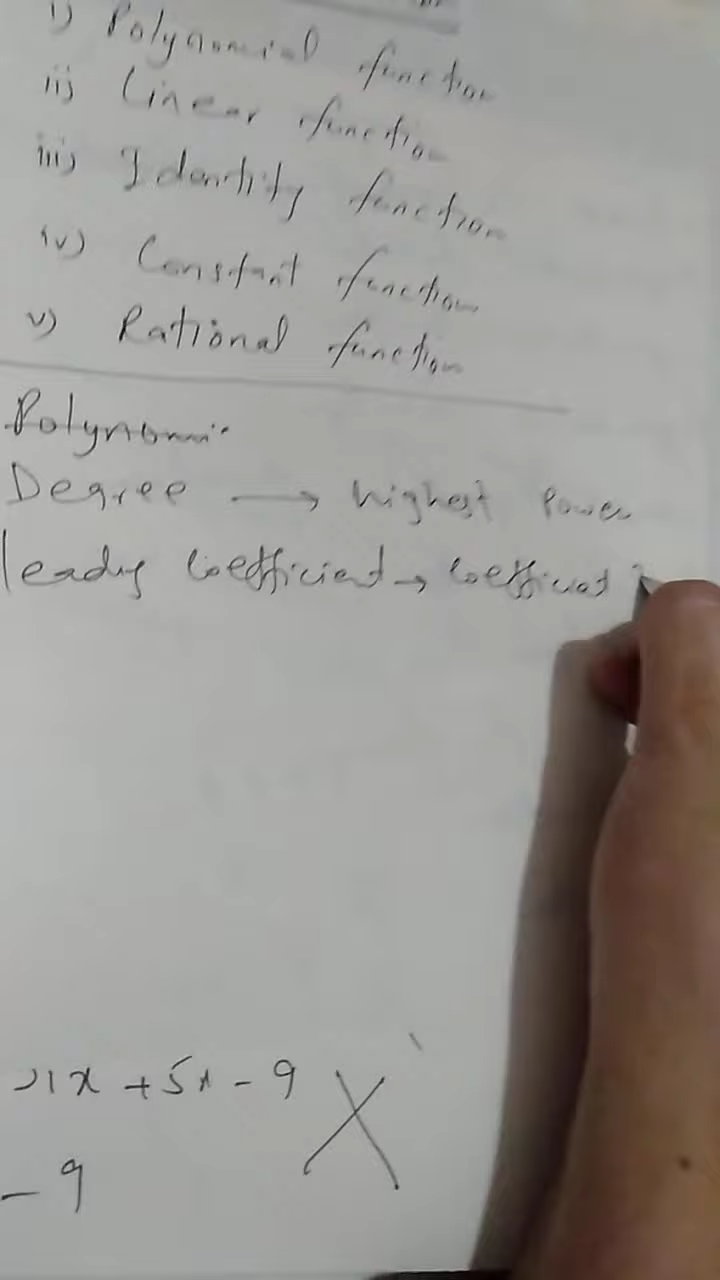 i) Polynomial function
ii) Linear function
iii) Identity function
iv) Constant function
v) Rational function
Polynomi
Degree → highest power
leading coefficient → coefficient
x + 5x - 9
- 9